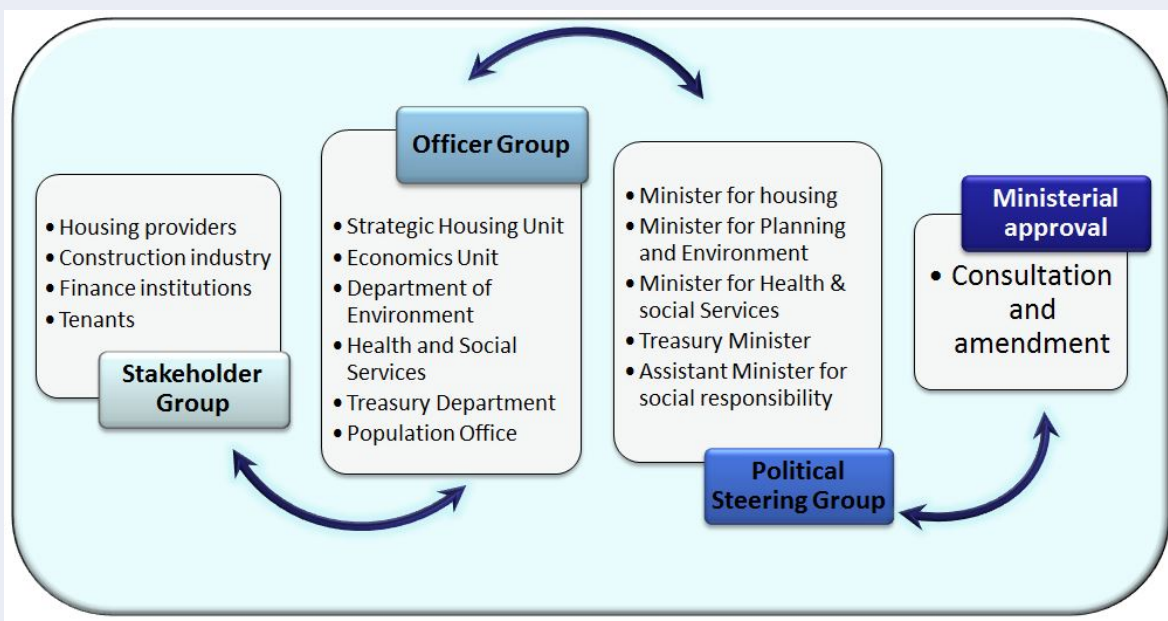 • Housing providers
• Construction industry
• Finance institutions
• Tenants
Stakeholder
Group
Officer Group
• Strategic Housing Unit
• Economics Unit
• Department of
Environment
• Health and Social
Services
• Treasury Department
• Population Office
• Minister for housing
• Minister for Planning
and Environment
• Minister for Health &
social Services
• Treasury Minister
• Assistant Minister for
social responsibility
Political
Steering Group
Ministerial
approval
• Consultation
and
amendment